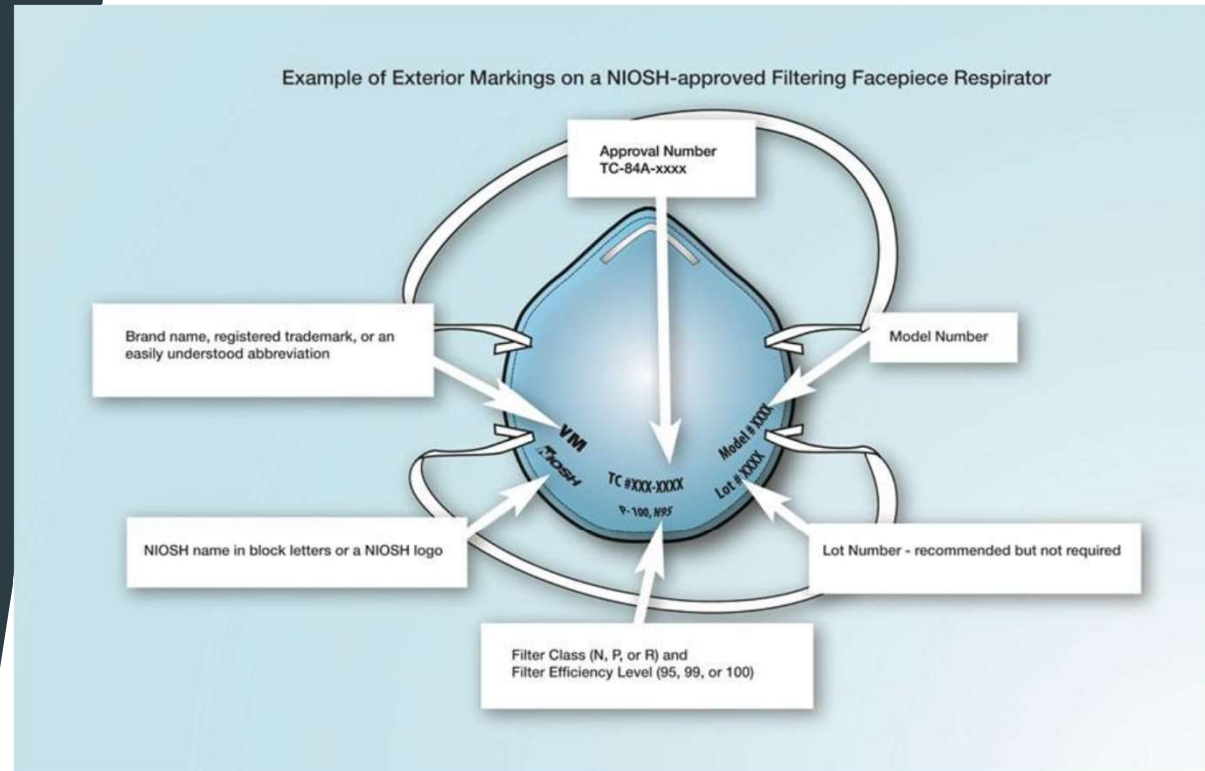 Example of Exterior Markings on a NIOSH-approved Filtering Facepiece Respirator
Approval Number
TC-84A-xxxx
Brand name, registered trademark, or an
easily understood abbreviation
Model Number
VM
NIOSH
TC #XXX-XXXX
P-100, N95
Model # XXXX
Lot # XXXX
NIOSH name in block letters or a NIOSH logo
Lot Number - recommended but not required
Filter Class (N, P, or R) and
Filter Efficiency Level (95, 99, or 100)